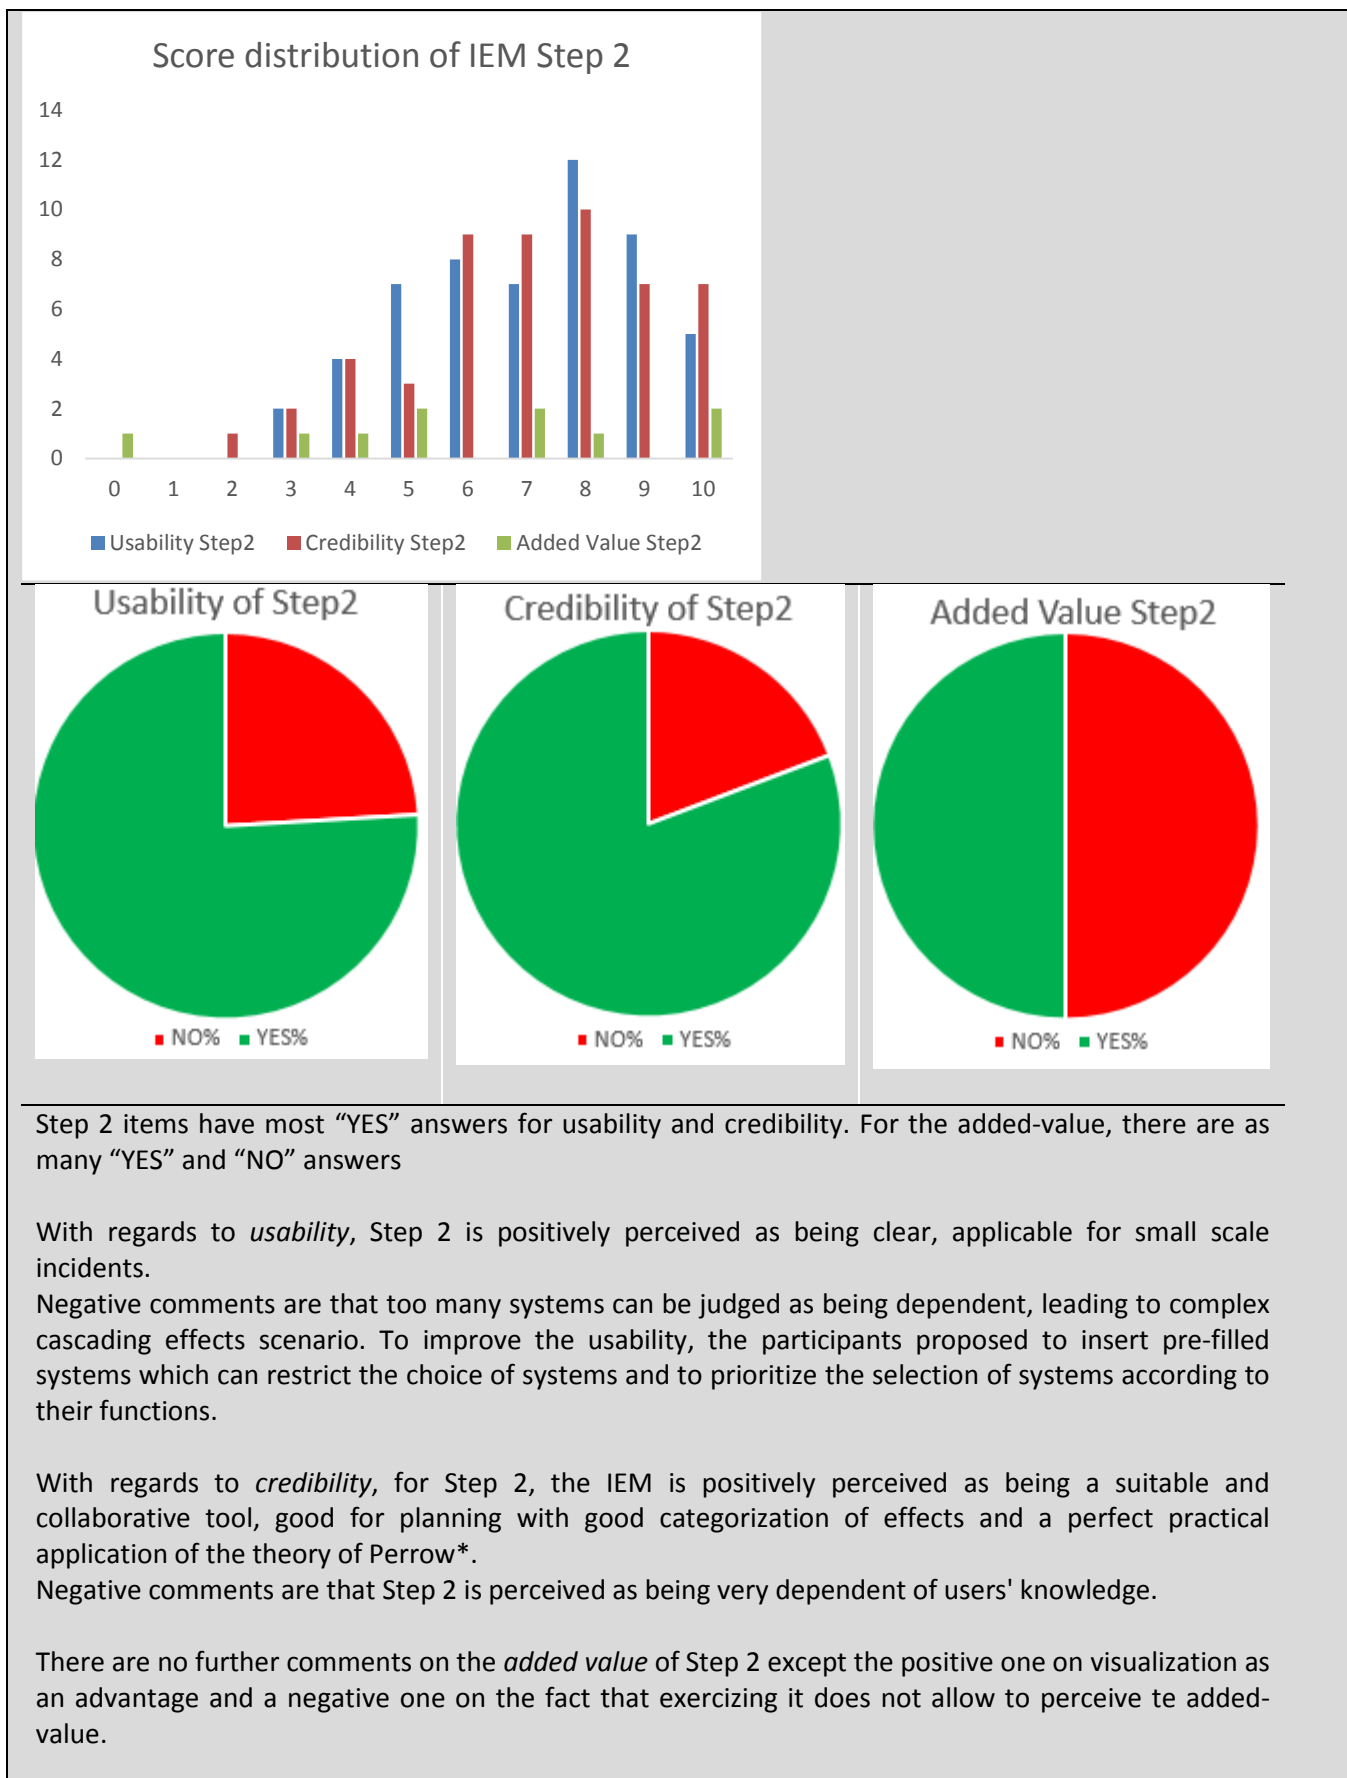 Score distribution of IEM Step 2
14
12
10
8
6
4
2
0
0 1 2 3 4 5 6 7 8 9 10
Usability Step2 Credibility Step2 Added Value Step2
Usability of Step2
NO% YES%
Credibility of Step2
NO% YES%
Added Value Step2
NO% YES%
Step 2 items have most “YES” answers for usability and credibility. For the added-value, there are as
many “YES” and “NO” answers
With regards to usability, Step 2 is positively perceived as being clear, applicable for small scale
incidents.
Negative comments are that too many systems can be judged as being dependent, leading to complex
cascading effects scenario. To improve the usability, the participants proposed to insert pre-filled
systems which can restrict the choice of systems and to prioritize the selection of systems according to
their functions.
With regards to credibility, for Step 2, the IEM is positively perceived as being a suitable and
collaborative tool, good for planning with good categorization of effects and a perfect practical
application of the theory of Perrow*.
Negative comments are that Step 2 is perceived as being very dependent of users' knowledge.
There are no further comments on the added value of Step 2 except the positive one on visualization as
an advantage and a negative one on the fact that exercizing it does not allow to perceive te added-
value.